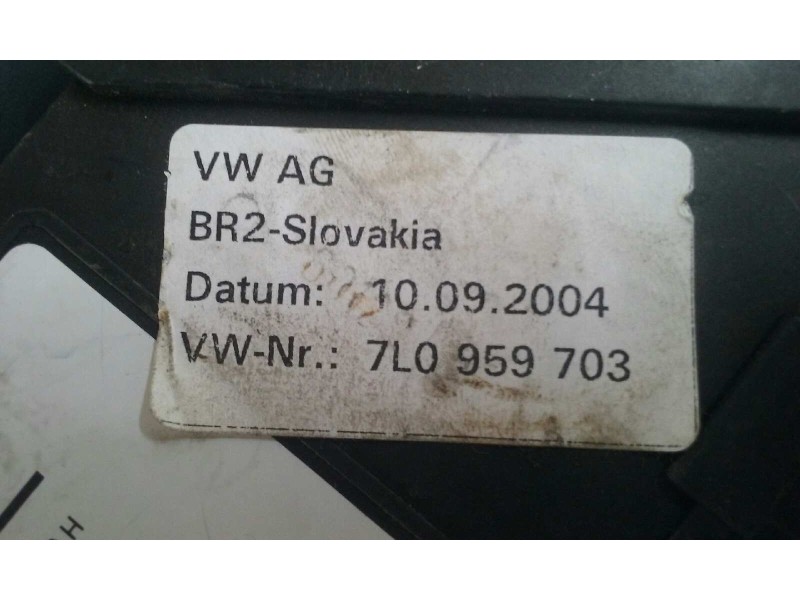 VW AG
BR2-Slovakia
Datum: 10.09.2004
VW-Nr.: 7L0 959 703